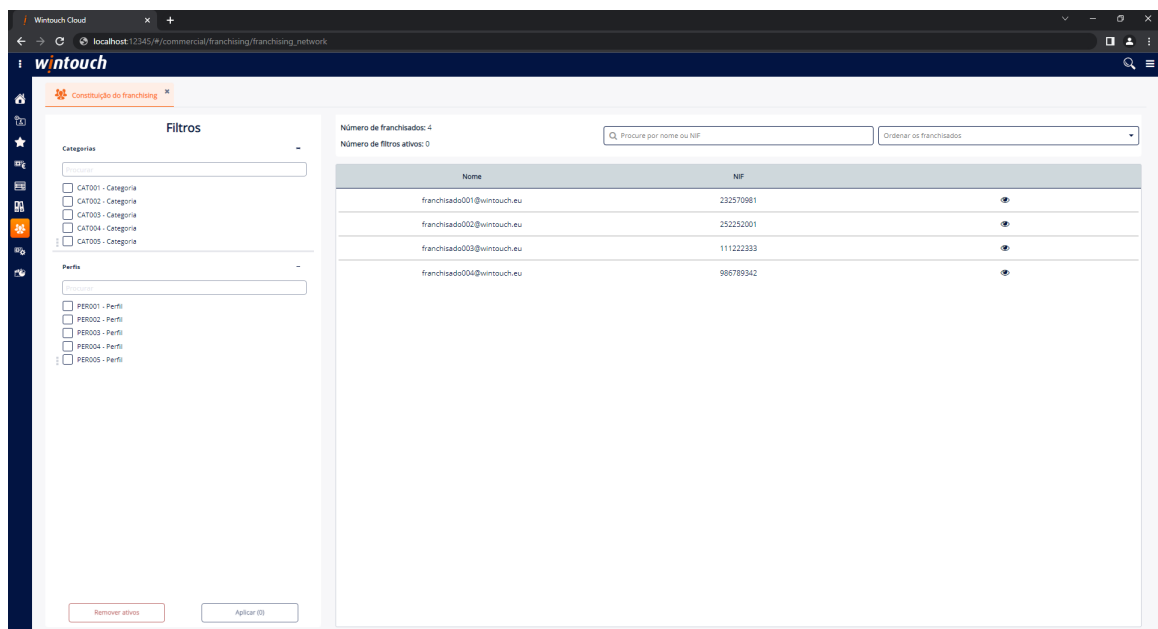 Wintouch Cloud
localhost:12345/#/commercial/franchising/franchising_network
wintouch
Constituição do franchising
Filtros
Categorias
Procurar
CAT001 - Categoria
CAT002 - Categoria
CAT003 - Categoria
CAT004 - Categoria
CAT005 - Categoria
Perfis
Procurar
PER001 - Perfil
PER002 - Perfil
PER003 - Perfil
PER004 - Perfil
PER005 - Perfil
Remover ativos Aplicar (0)
Número de franchisados: 4
Número de filtros ativos: 0
Procure por nome ou NIF
Ordenar os franchisados
Nome NIF
franchisado001@wintouch.eu 232570981
franchisado002@wintouch.eu 252252001
franchisado003@wintouch.eu 111222333
franchisado004@wintouch.eu 986789342